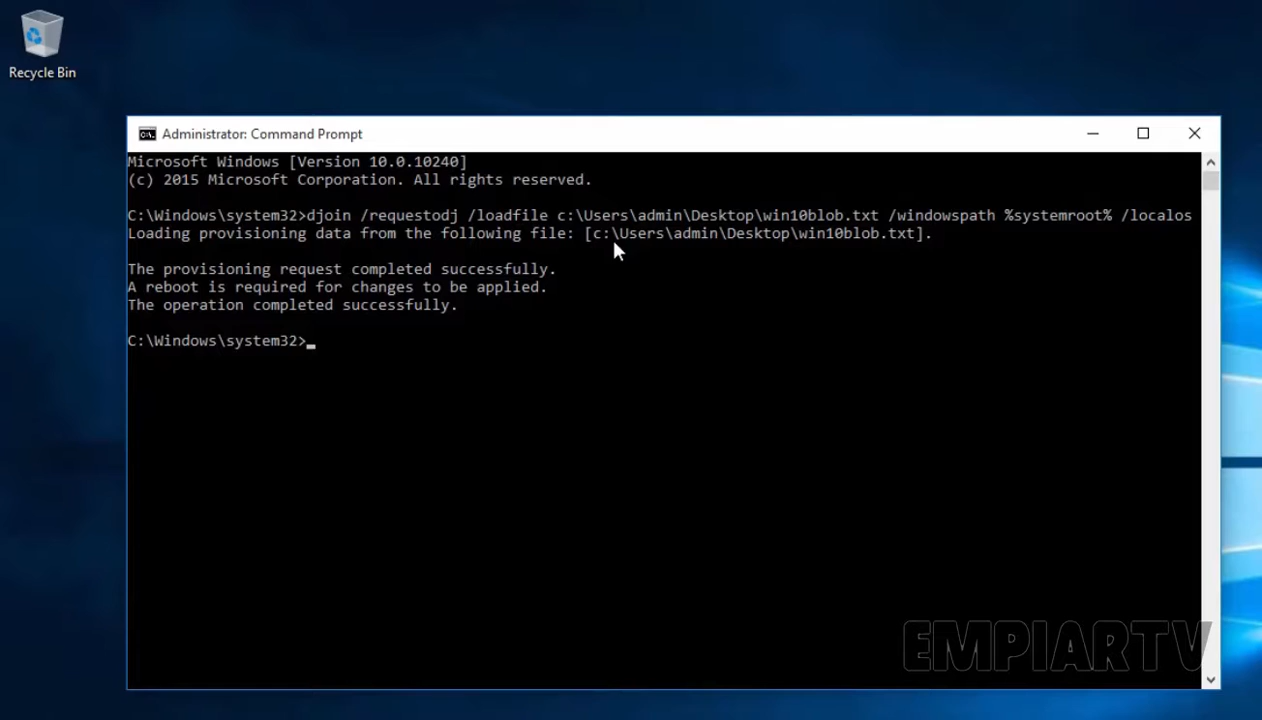 Recycle Bin
Administrator: Command Prompt
Microsoft Windows [Version 10.0.10240]
(c) 2015 Microsoft Corporation. All rights reserved.
C:\Windows\system32>djoin /requestodj /loadfile c:\Users\admin\Desktop\win10blob.txt /windowspath %systemroot% /localos
Loading provisioning data from the following file: [c:\Users\admin\Desktop\win10blob.txt].
The provisioning request completed successfully.
A reboot is required for changes to be applied.
The operation completed successfully.
C:\Windows\system32>
EMPIARTV